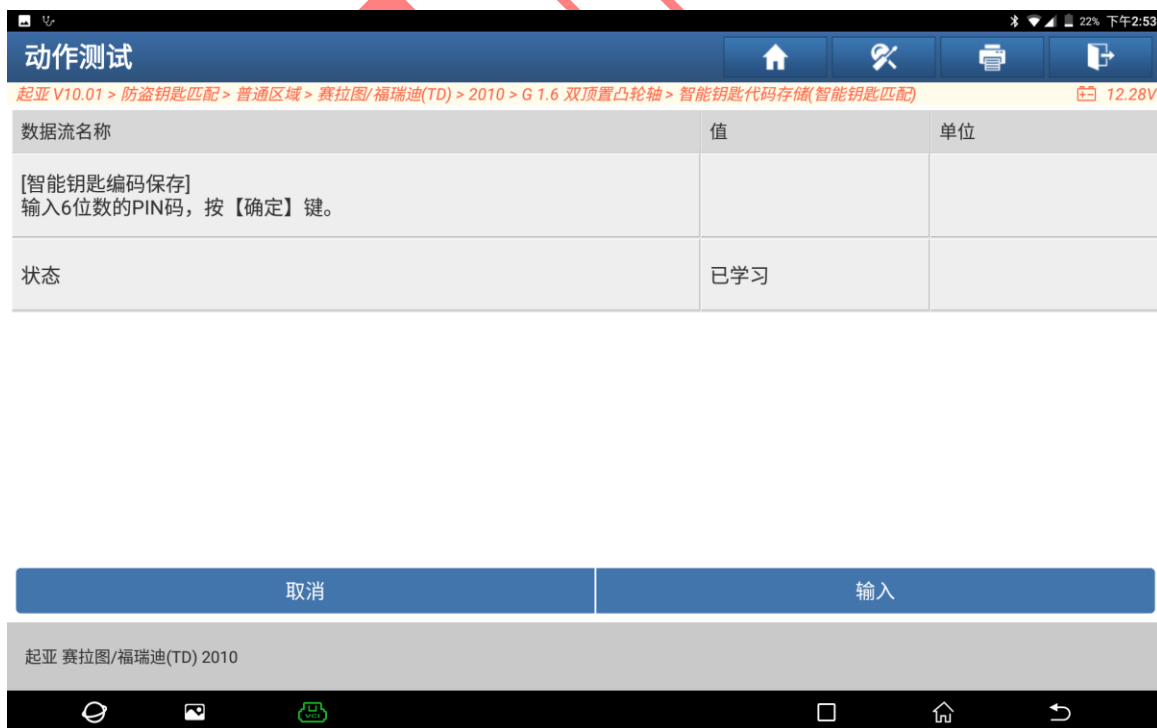 22% 下午2:53
动作测试
起亚 V10.01 > 防盗钥匙匹配 > 普通区域 > 赛拉图/福瑞迪(TD) > 2010 > G 1.6 双顶置凸轮轴 > 智能钥匙代码存储(智能钥匙匹配) 12.28V
数据流名称 值 单位
[智能钥匙编码保存]
输入6位数的PIN码，按【确定】键。
状态 已学习
取消 输入
起亚 赛拉图/福瑞迪(TD) 2010
VCI